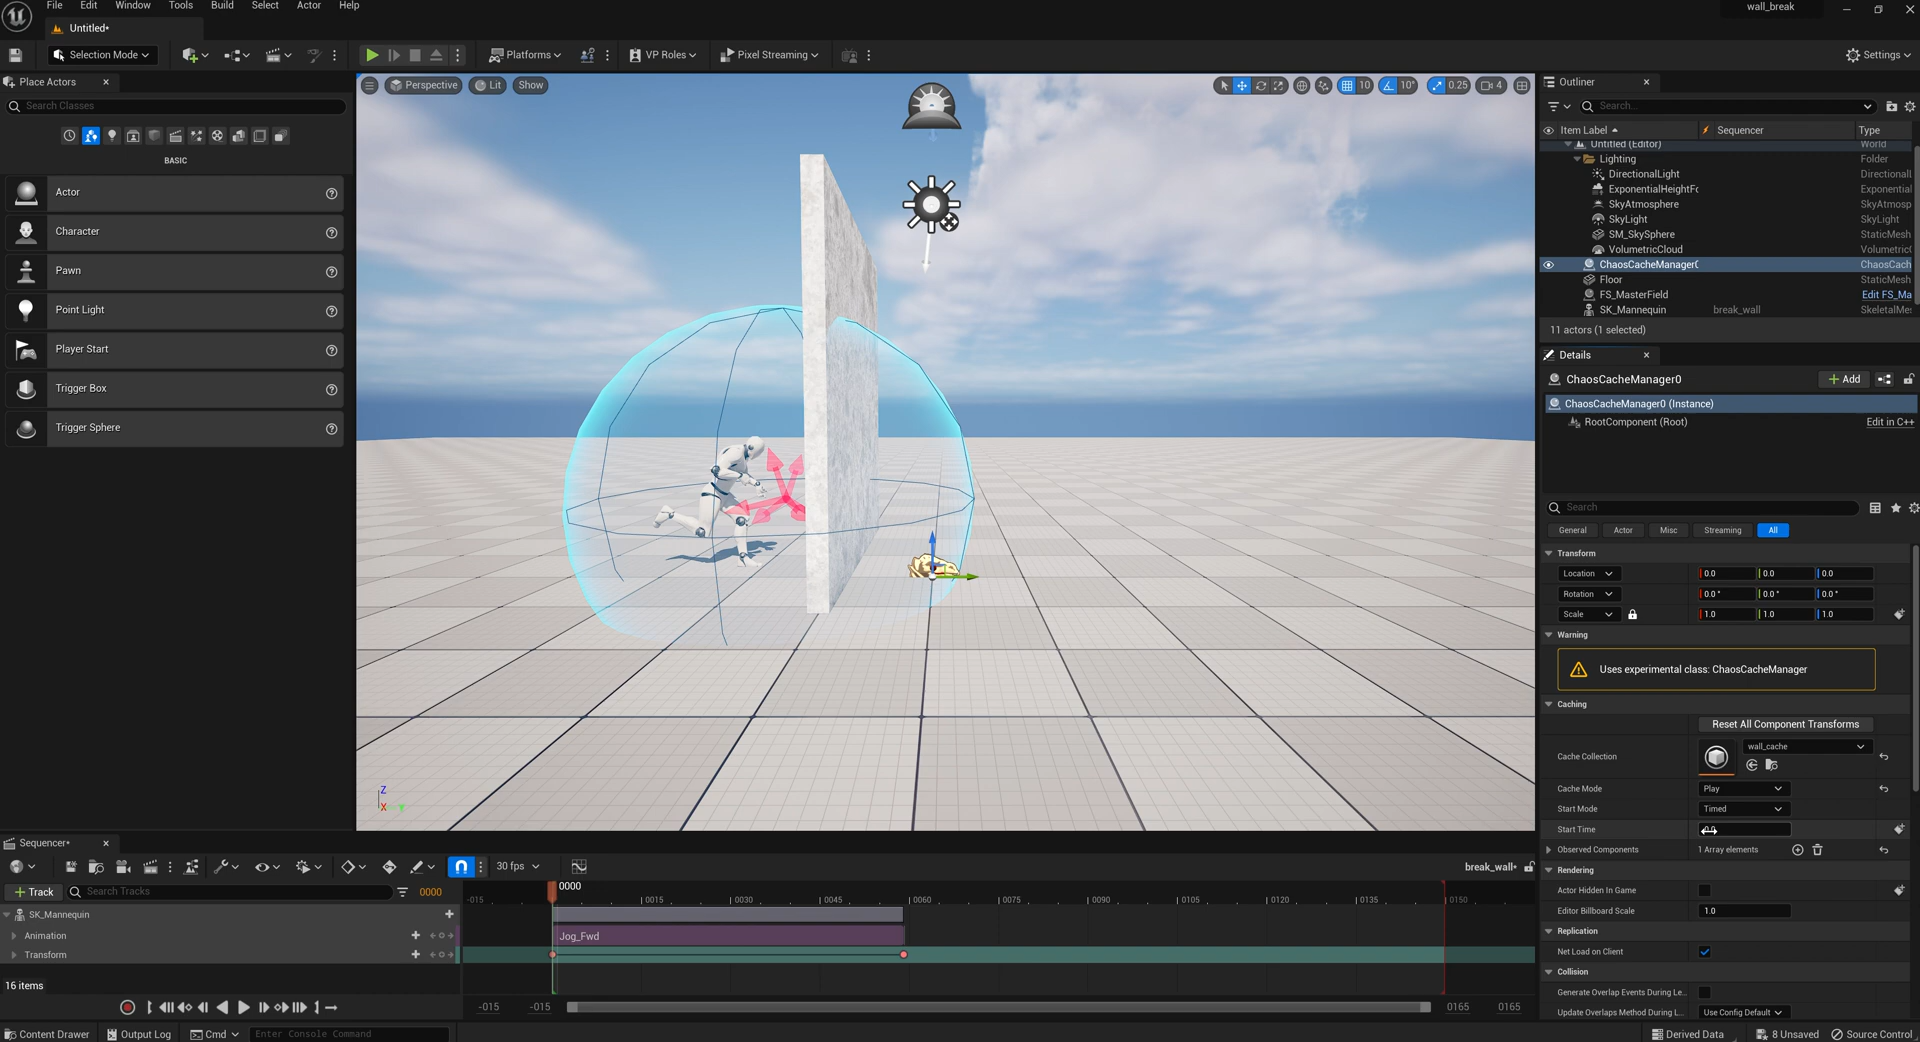 File Edit Window Tools Build Select Actor Help
wall_break
Untitled*
Selection Mode
Platforms
VP Roles
Pixel Streaming
Settings
Place Actors
Search Classes
BASIC
Actor
Character
Pawn
Point Light
Player Start
Trigger Box
Trigger Sphere
Perspective
Lit
Show
10
10°
0.25
4
Z
X
Y
Outliner
Search...
Item Label Sequencer Type
Untitled (Editor) World
Lighting Folder
DirectionalLight DirectionalL
ExponentialHeightFo Exponential
SkyAtmosphere SkyAtmosp
SkyLight SkyLight
SM_SkySphere StaticMesh
VolumetricCloud Volumetric
ChaosCacheManager0 ChaosCach
Floor StaticMesh
FS_MasterField Edit FS_Ma
SK_Mannequin break_wall SkeletalMe
11 actors (1 selected)
Details
ChaosCacheManager0
Add
ChaosCacheManager0 (Instance)
RootComponent (Root) Edit in C++
Search
General Actor Misc Streaming All
Transform
Location 0.0 0.0 0.0
Rotation 0.0 ° 0.0 ° 0.0 °
Scale 1.0 1.0 1.0
Warning
Uses experimental class: ChaosCacheManager
Caching
Reset All Component Transforms
Cache Collection wall_cache
Cache Mode Play
Start Mode Timed
Start Time
Observed Components 1 Array elements
Rendering
Actor Hidden In Game
Editor Billboard Scale 1.0
Replication
Net Load on Client
Collision
Generate Overlap Events During Le...
Update Overlaps Method During L... Use Config Default
Sequencer*
30 fps
break_wall*
Track
Search Tracks
0000
0000
-015 0015 0030 0045 0060 0075 0090 0105 0120 0135 0150
SK_Mannequin
Animation
Jog_Fwd
Transform
16 items
-015 -015 0165 0165
Content Drawer
Output Log
Cmd
Enter Console Command
Derived Data
8 Unsaved
Source Control